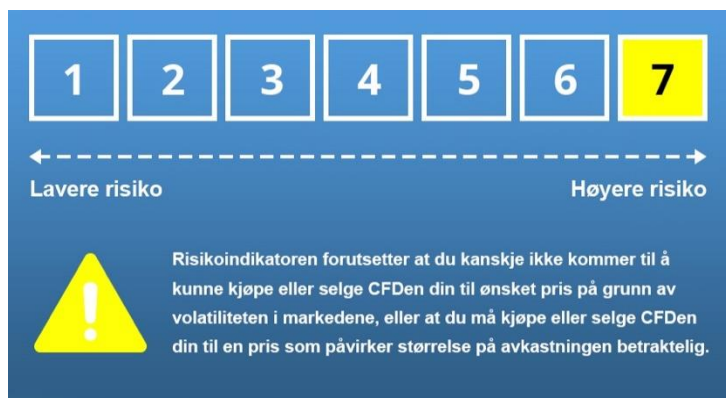 1 2 3 4 5 6 7
Lavere risiko Høyere risiko
Risikoindikatoren forutsetter at du kanskje ikke kommer til å
kunne kjøpe eller selge CFDen din til ønsket pris på grunn av
volatiliteten i markedene, eller at du må kjøpe eller selge CFDen
din til en pris som påvirker størrelse på avkastningen betraktelig.